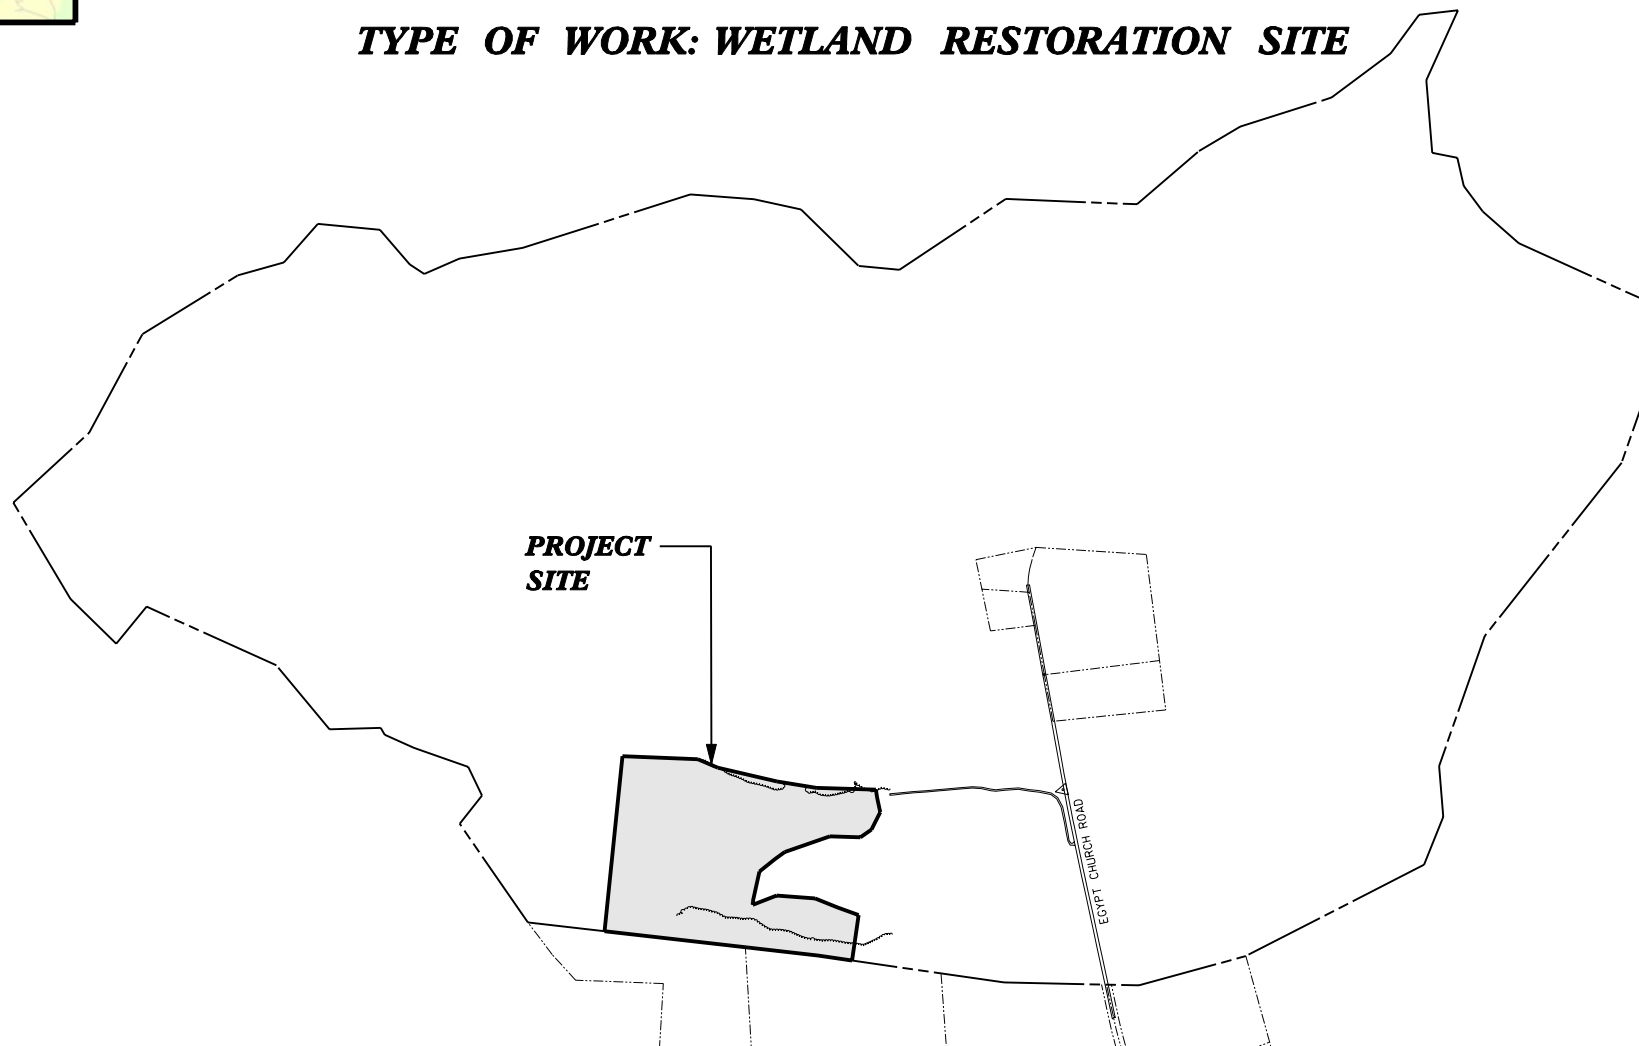 TYPE OF WORK: WETLAND RESTORATION SITE
PROJECT
SITE
EGYPT CHURCH ROAD